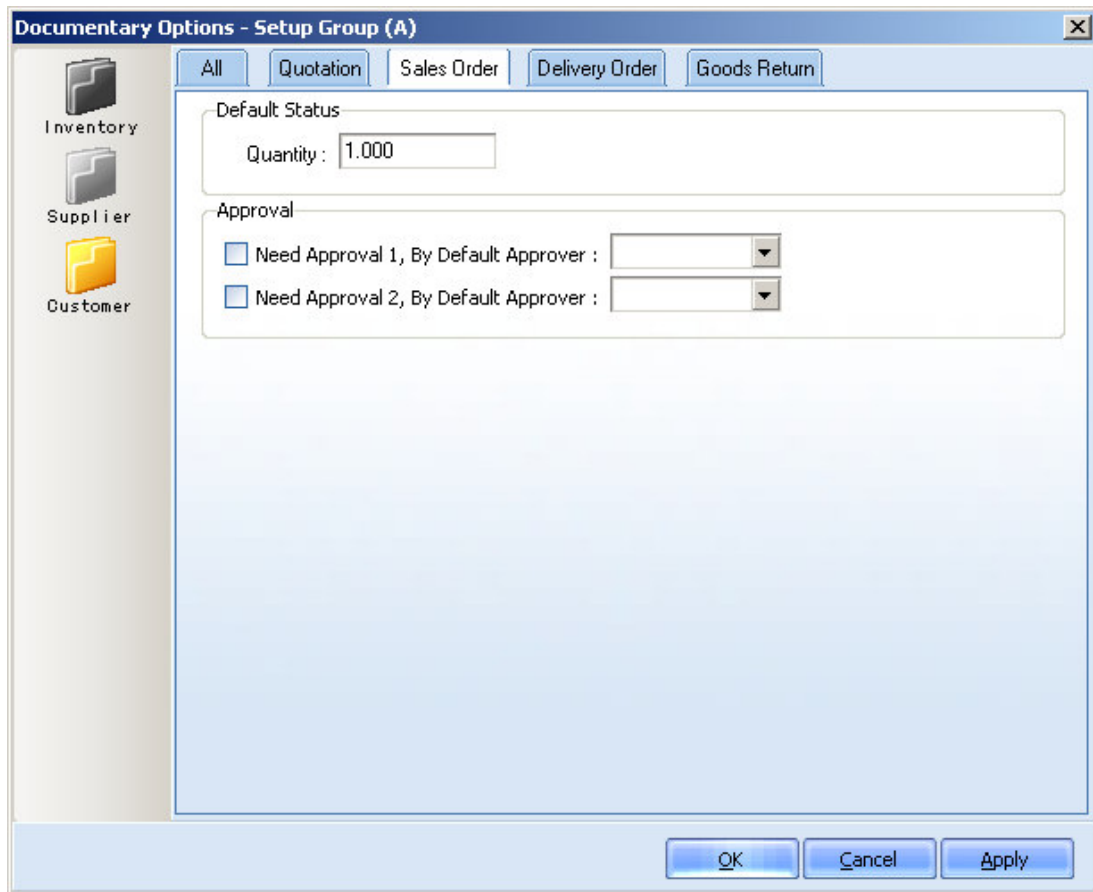 Documentary Options - Setup Group (A)
Inventory
Supplier
Customer
All
Quotation
Sales Order
Delivery Order
Goods Return
Default Status
Quantity : 1.000
Approval
Need Approval 1, By Default Approver :
Need Approval 2, By Default Approver :
OK
Cancel
Apply